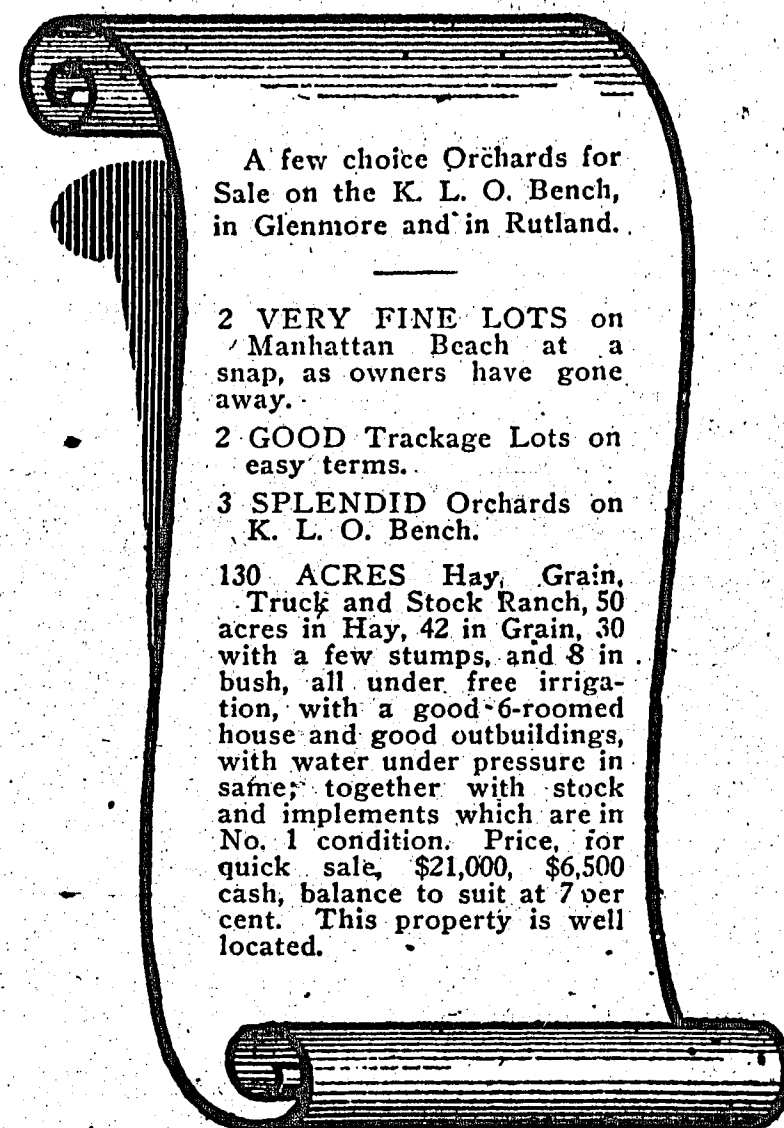 A few choice Orchards for
Sale on the K. L. O. Bench,
in Glenmore and in Rutland.
2 VERY FINE LOTS on
Manhattan Beach at a
snap, as owners have gone
away.
2 GOOD Trackage Lots on
easy terms.
3 SPLENDID Orchards on
K. L. O. Bench.
130 ACRES Hay, Grain,
Truck and Stock Ranch, 50
acres in Hay, 42 in Grain, 30
with a few stumps, and 8 in
bush, all under free irriga-
tion, with a good 6-roomed
house and good outbuildings,
with water under pressure in
same; together with stock
and implements which are in
No. 1 condition. Price, for
quick sale, $21,000, $6,500
cash, balance to suit at 7 per
cent. This property is well
located.